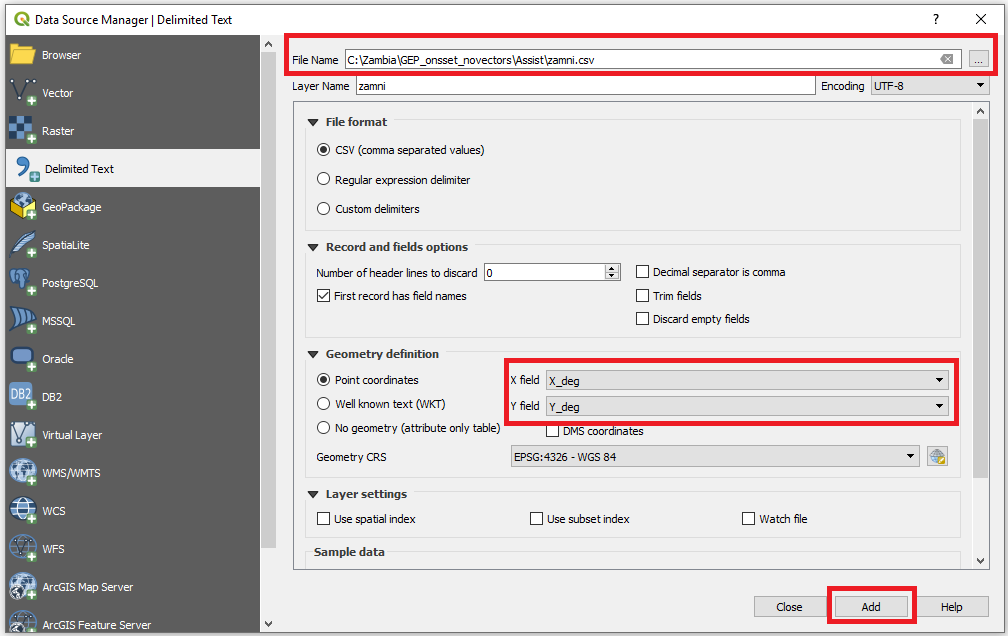 Data Source Manager | Delimited Text
?
Browser
Vector
Raster
Delimited Text
GeoPackage
SpatiaLite
PostgreSQL
MSSQL
Oracle
DB2
DB2
Virtual Layer
WMS/WMTS
WCS
WFS
ArcGIS Map Server
ArcGIS Feature Server
File Name C:\Zambia\GEP_onsset_novectors\Assist\zamni.csv ...
Layer Name zamni Encoding UTF-8
File format
CSV (comma separated values)
Regular expression delimiter
Custom delimiters
Record and fields options
Number of header lines to discard 0 Decimal separator is comma
First record has field names Trim fields
Discard empty fields
Geometry definition
Point coordinates X field X_deg
Well known text (WKT) Y field Y_deg
No geometry (attribute only table) DMS coordinates
Geometry CRS EPSG:4326 - WGS 84
Layer settings
Use spatial index Use subset index Watch file
Sample data
Close Add Help